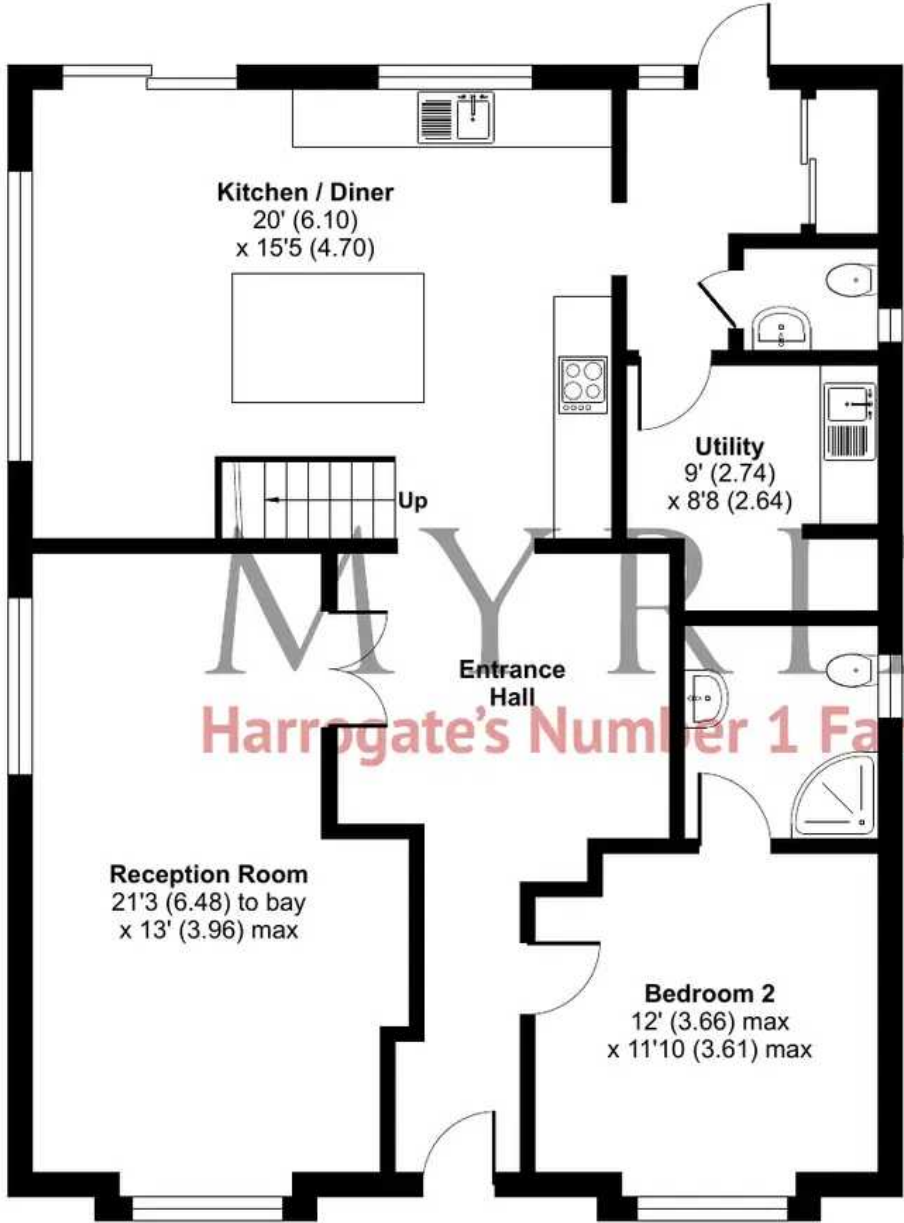 Kitchen / Diner
20' (6.10)
x 15'5 (4.70)
Utility
9' (2.74)
x 8'8 (2.64)
Up
MYRI
Entrance
Hall
Harrogate's Number 1 Fa
Reception Room
21'3 (6.48) to bay
x 13' (3.96) max
Bedroom 2
12' (3.66) max
x 11'10 (3.61) max